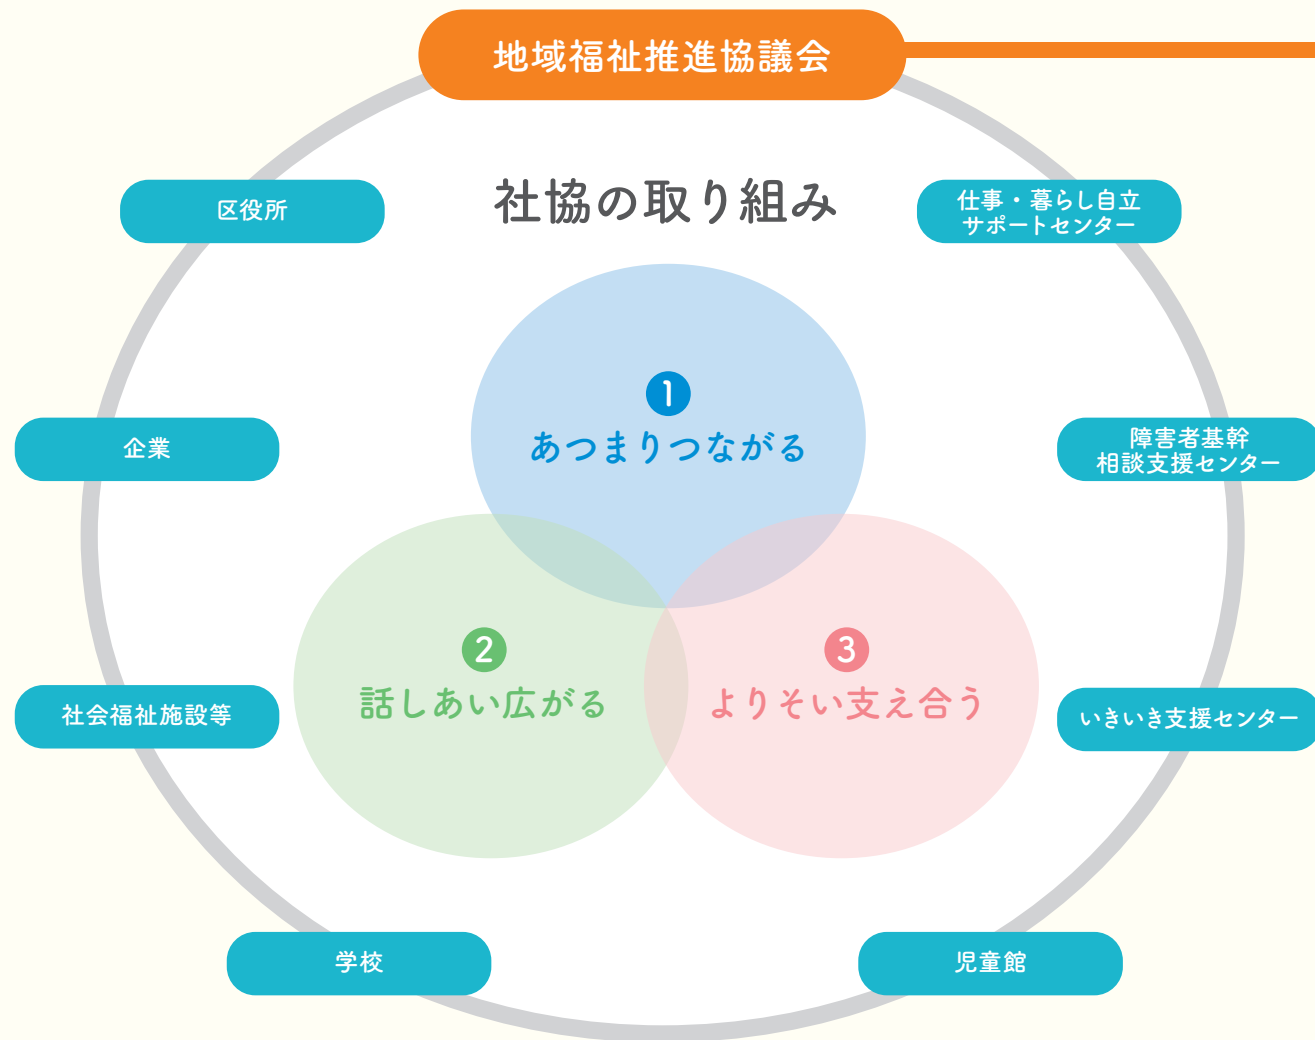 地域福祉推進協議会
社協の取り組み
区役所
仕事・暮らし自立
サポートセンター
❶
あつまりつながる
企業
障害者基幹
相談支援センター
❷
話しあい広がる
❸
よりそい支え合う
社会福祉施設等
いきいき支援センター
学校
児童館